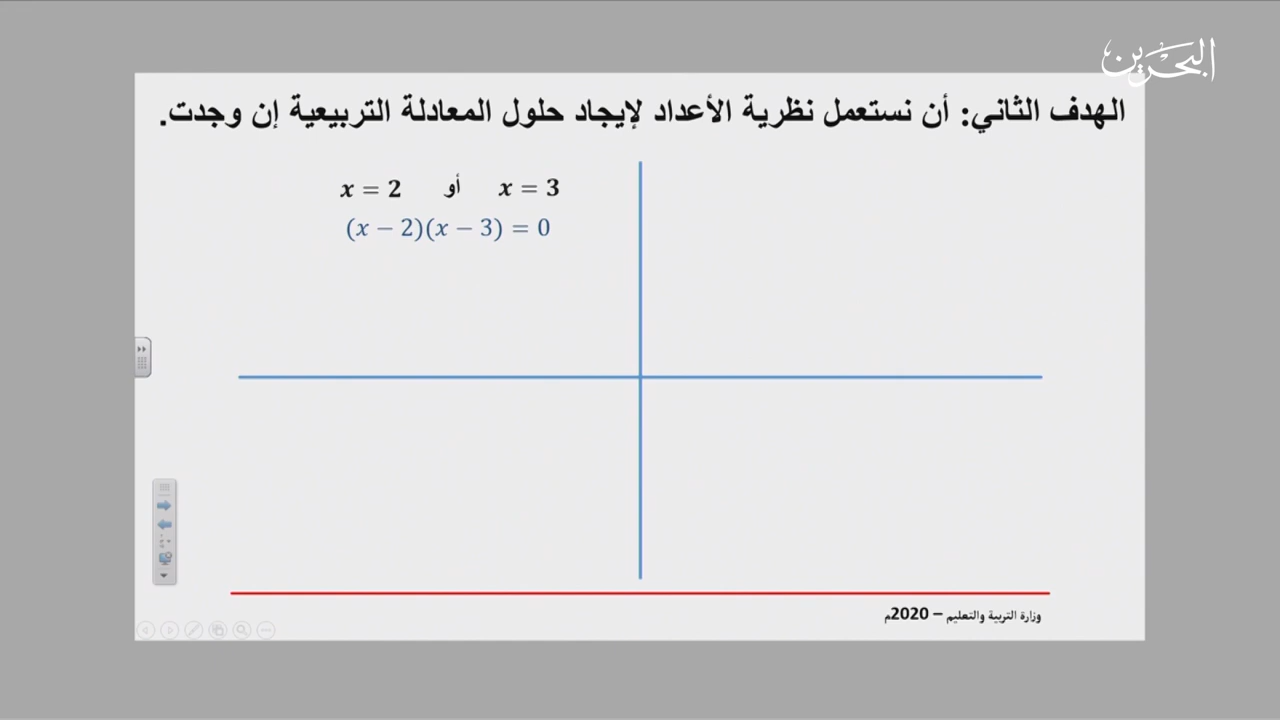 البحرين
الهدف الثاني: أن نستعمل نظرية الأعداد لإيجاد حلول المعادلة التربيعية إن وجدت.
x = 2 أو x = 3
(x − 2)(x − 3) = 0
وزارة التربية والتعليم – 2020م